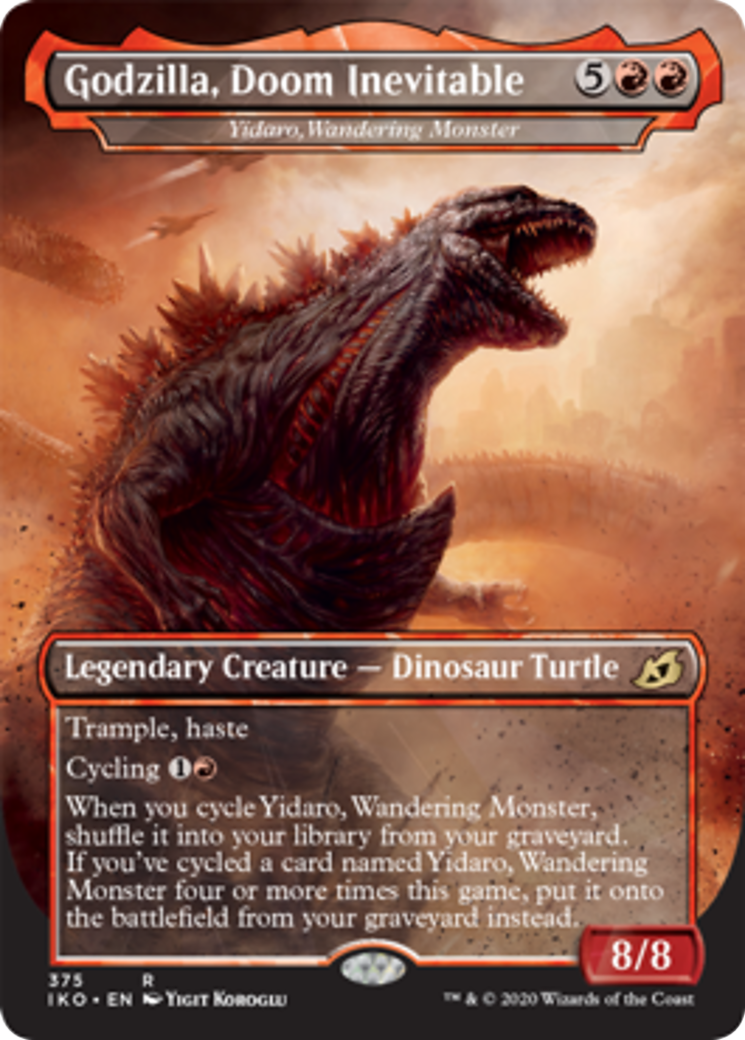 Godzilla, Doom Inevitable 5
Yidaro, Wandering Monster
Legendary Creature — Dinosaur Turtle
Trample, haste
Cycling 1
When you cycle Yidaro, Wandering Monster,
shuffle it into your library from your graveyard.
If you've cycled a card named Yidaro, Wandering
Monster four or more times this game, put it onto
the battlefield from your graveyard instead.
8/8
375 R
IKO • EN Yigit Koroglu
™ & © 2020 Wizards of the Coast